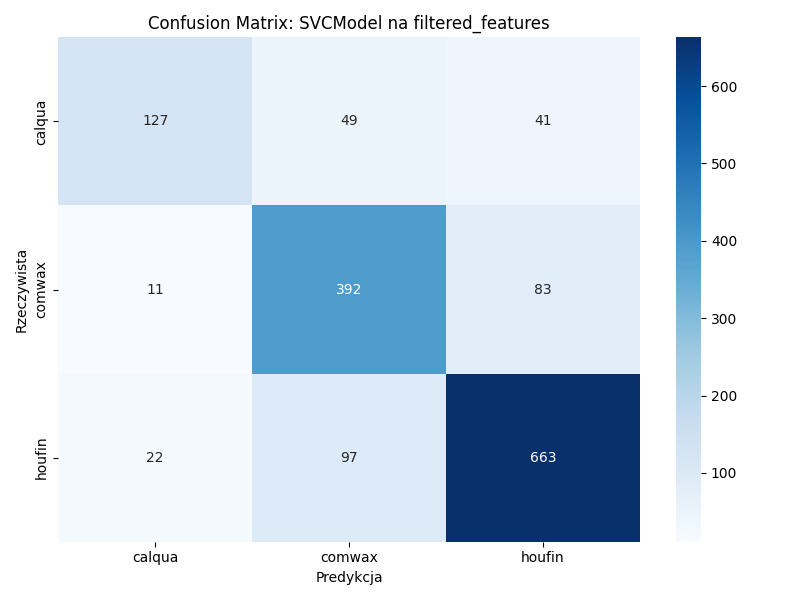 Confusion Matrix: SVCModel na filtered_features
calqua
127
49
41
comwax
11
392
83
houfin
22
97
663
Rzeczywista
calqua
comwax
houfin
Predykcja
600
500
400
300
200
100